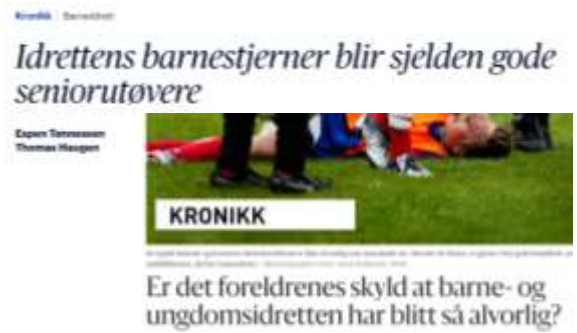 Kronikk Barneidrett
Idrettens barnestjerner blir sjelden gode
seniorutøvere
Espen Tønnessen
Thomas Haugen
KRONIKK
Er det foreldrenes skyld at barne- og
ungdomsidretten har blitt så alvorlig?